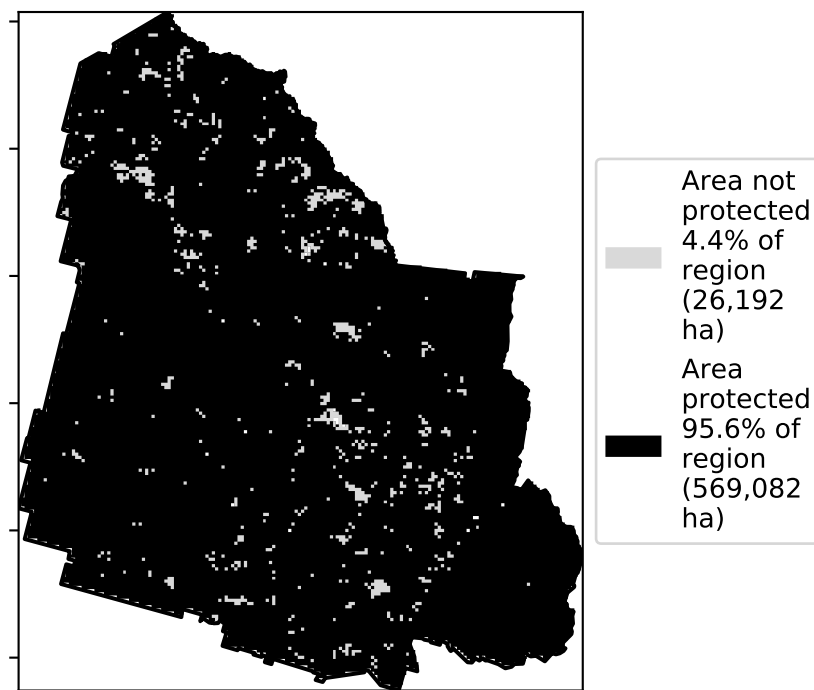 Area not
protected
4.4% of
region
(26,192
ha)
Area
protected
95.6% of
region
(569,082
ha)